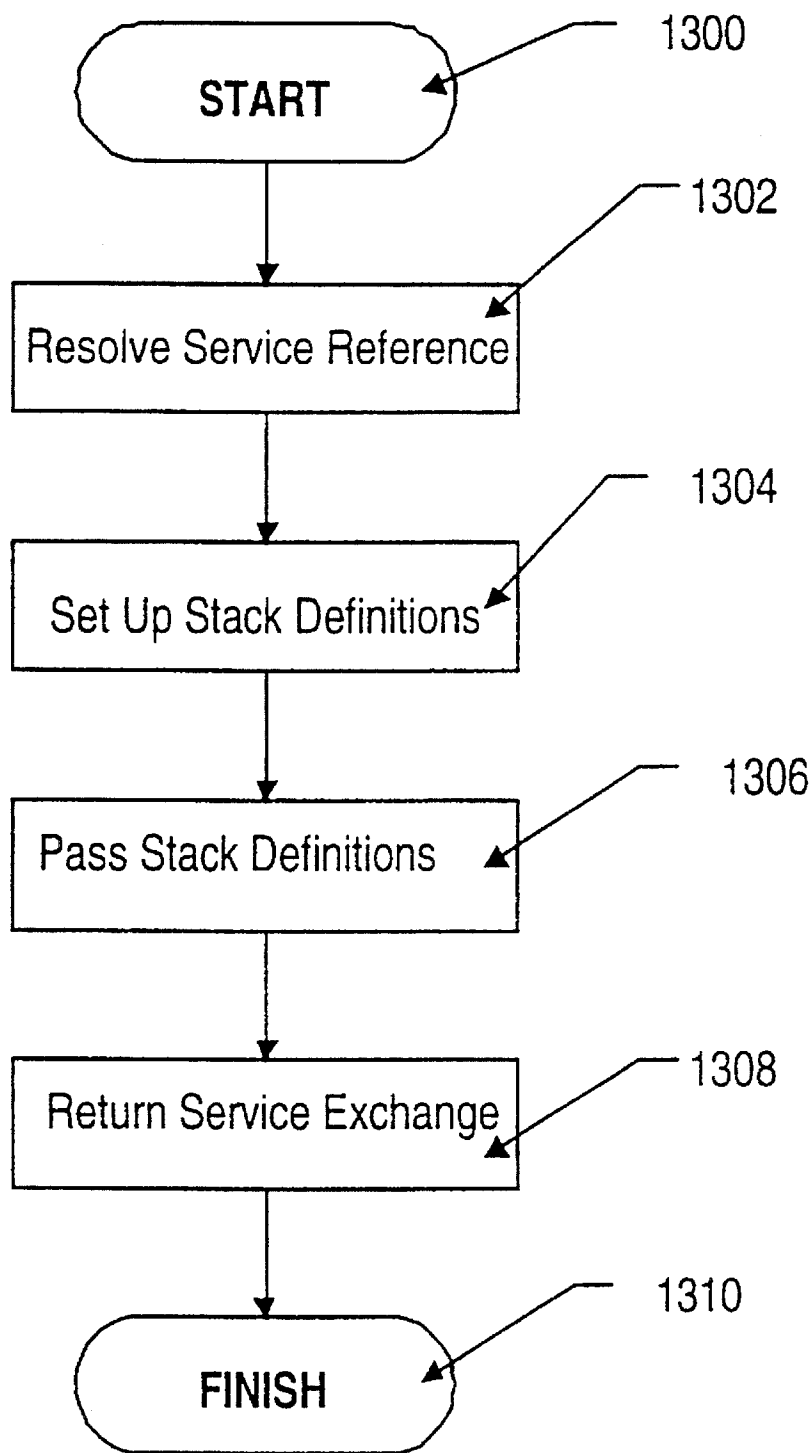 1300
START
1302
Resolve Service Reference
1304
Set Up Stack Definitions
1306
Pass Stack Definitions
1308
Return Service Exchange
1310
FINISH